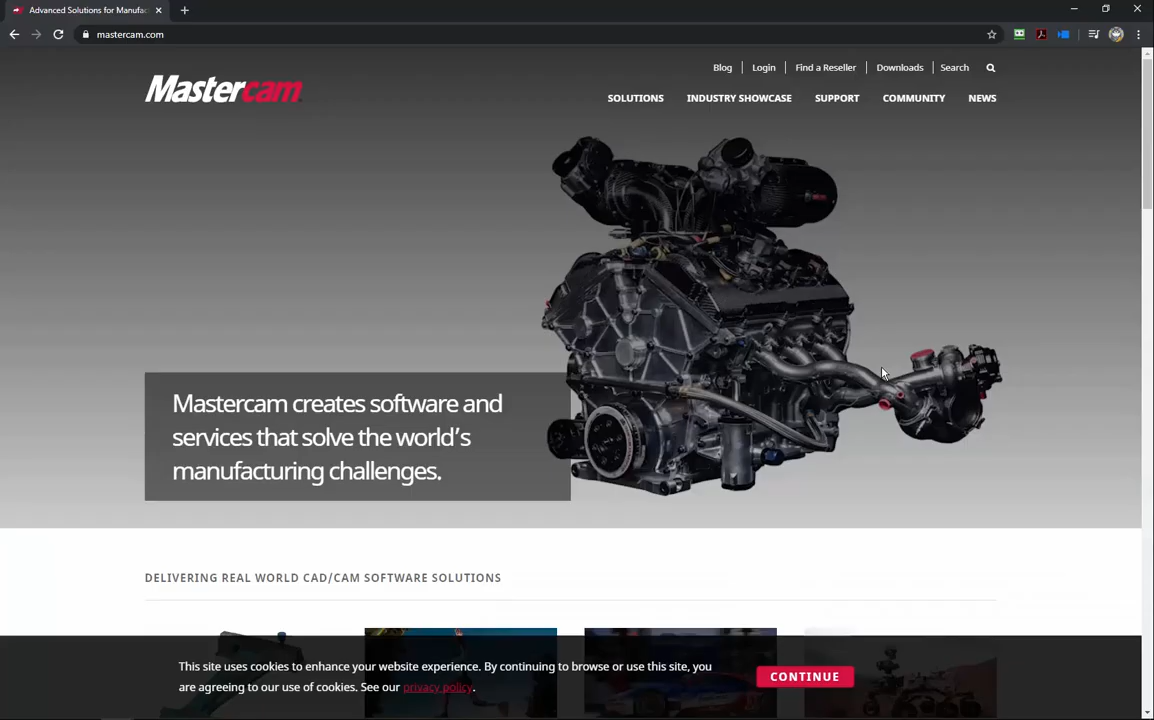 Advanced Solutions for Manufac
mastercam.com
Blog
Login
Find a Reseller
Downloads
Search
Mastercam
SOLUTIONS
INDUSTRY SHOWCASE
SUPPORT
COMMUNITY
NEWS
Mastercam creates software and
services that solve the world's
manufacturing challenges.
DELIVERING REAL WORLD CAD/CAM SOFTWARE SOLUTIONS
This site uses cookies to enhance your website experience. By continuing to browse or use this site, you
are agreeing to our use of cookies. See our privacy policy.
CONTINUE